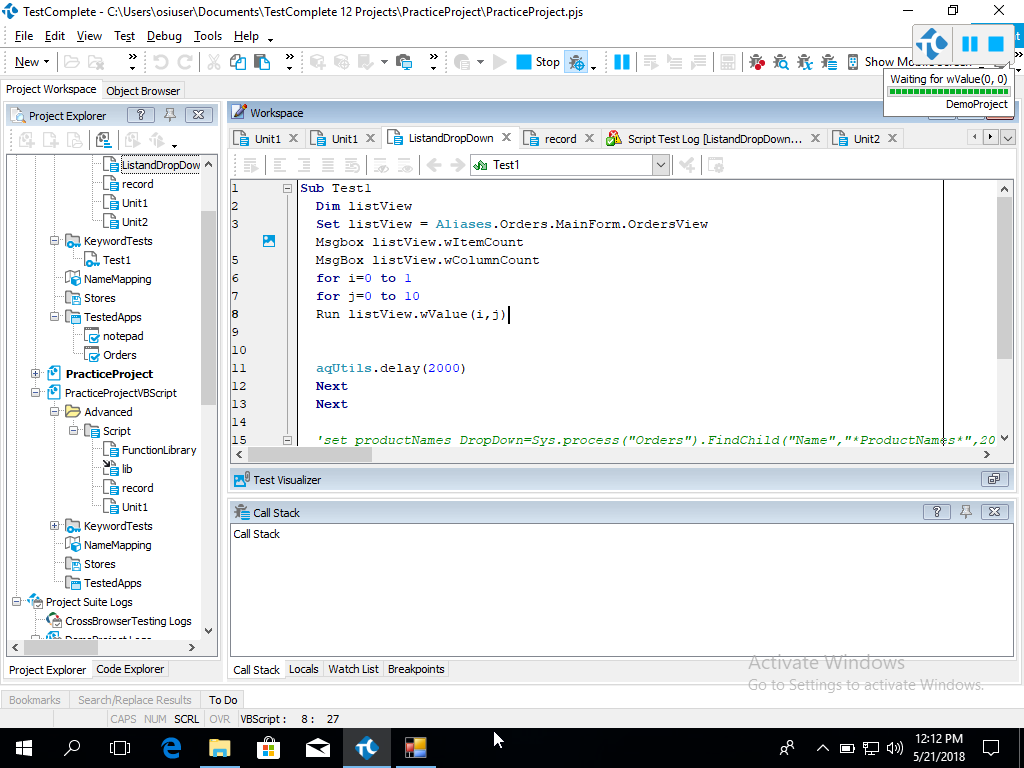 TestComplete - C:\Users\osiuser\Documents\TestComplete 12 Projects\PracticeProject\PracticeProject.pjs
File Edit View Test Debug Tools Help
New Stop Show Mo
Waiting for wValue(0, 0)
DemoProject
Project Workspace Object Browser
Project Explorer
Workspace
Unit1 Unit1 ListandDropDown record Script Test Log [ListandDropDown... Unit2
Test1
ListandDropDow
record
Unit1
Unit2
KeywordTests
Test1
NameMapping
Stores
TestedApps
notepad
Orders
PracticeProject
PracticeProjectVBScript
Advanced
Script
FunctionLibrary
lib
record
Unit1
KeywordTests
NameMapping
Stores
TestedApps
Project Suite Logs
CrossBrowserTesting Logs
DemoProject Logs
Project Explorer Code Explorer
1 Sub Test1
2 Dim listView
3 Set listView = Aliases.Orders.MainForm.OrdersView
Msgbox listView.wItemCount
5 MsgBox listView.wColumnCount
6 for i=0 to 1
7 for j=0 to 10
8 Run listView.wValue(i,j)
9
10
11 aqUtils.delay(2000)
12 Next
13 Next
14
15 'set productNames DropDown=Sys.process("Orders").FindChild("Name","*ProductNames*",20
Test Visualizer
Call Stack
Call Stack
Call Stack Locals Watch List Breakpoints
Activate Windows
Go to Settings to activate Windows.
Bookmarks Search/Replace Results To Do
CAPS NUM SCRL OVR VBScript : 8 : 27
12:12 PM
5/21/2018